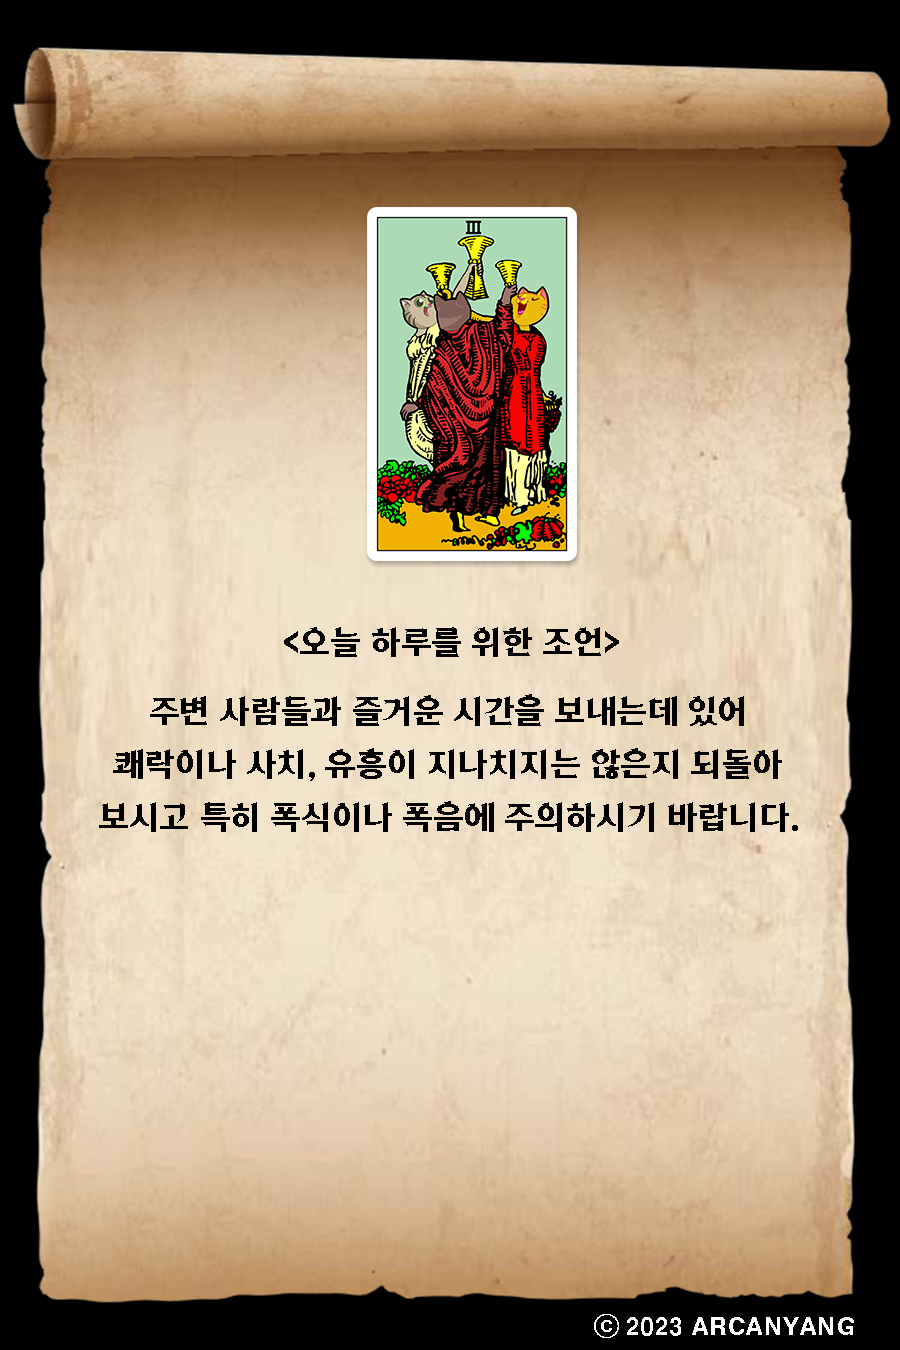 III
<오늘 하루를 위한 조언>
주변 사람들과 즐거운 시간을 보내는데 있어
쾌락이나 사치, 유흥이 지나치지는 않은지 되돌아
보시고 특히 폭식이나 폭음에 주의하시기 바랍니다.
ⓒ 2023 ARCANYANG